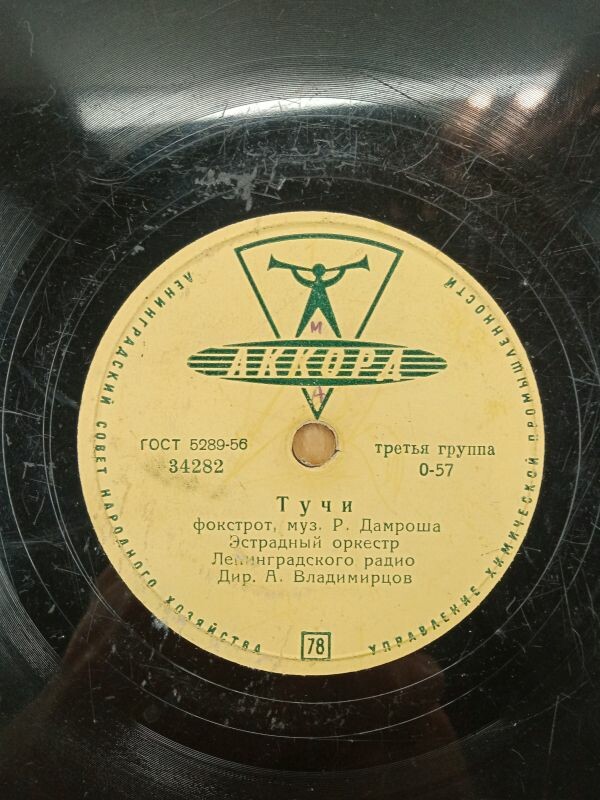 ЛЕНИНГРАДСКИЙ СОВЕТ НАРОДНОГО ХОЗЯЙСТВА
УПРАВЛЕНИЕ ХИМИЧЕСКОЙ ПРОМЫШЛЕННОСТИ
М
АККОРД
А
ГОСТ 5289-56
34282
третья группа
0-57
Тучи
фокстрот, муз. Р. Дамроша
Эстрадный оркестр
Ленинградского радио
Дир. А. Владимирцов
78